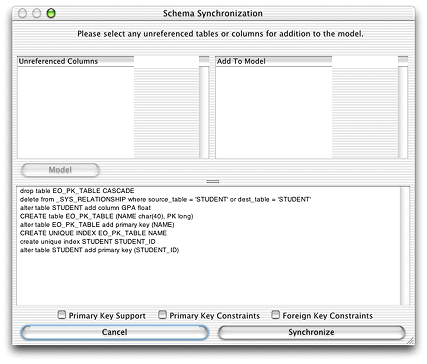 Schema Synchronization
Please select any unreferenced tables or columns for addition to the model.
Unreferenced Columns
Add To Model
Model
drop table EO_PK_TABLE CASCADE
delete from _SYS_RELATIONSHIP where source_table = 'STUDENT' or dest_table = 'STUDENT'
alter table STUDENT add column GPA float
CREATE table EO_PK_TABLE (NAME char(40), PK long)
alter table EO_PK_TABLE add primary key (NAME)
CREATE UNIQUE INDEX EO_PK_TABLE NAME
create unique index STUDENT STUDENT_ID
alter table STUDENT add primary key (STUDENT_ID)
Primary Key Support
Primary Key Constraints
Foreign Key Constraints
Cancel
Synchronize